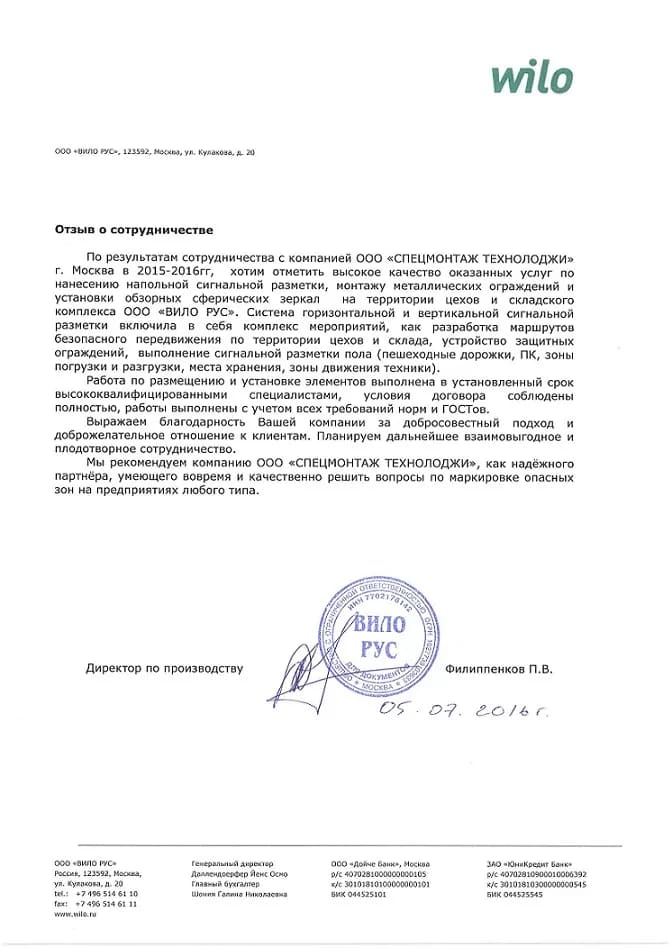 wilo
ООО «ВИЛО РУС», 123592, Москва, ул. Кулакова, д. 20
Отзыв о сотрудничестве
По результатам сотрудничества с компанией ООО «СПЕЦМОНТАЖ ТЕХНОЛОДЖИ»
г. Москва в 2015-2016гг, хотим отметить высокое качество оказанных услуг по
нанесению напольной сигнальной разметки, монтажу металлических ограждений и
установки обзорных сферических зеркал на территории цехов и складского
комплекса ООО «ВИЛО РУС». Система горизонтальной и вертикальной сигнальной
разметки включила в себя комплекс мероприятий, как разработка маршрутов
безопасного передвижения по территории цехов и склада, устройство защитных
ограждений, выполнение сигнальной разметки пола (пешеходные дорожки, ПК, зоны
погрузки и разгрузки, места хранения, зоны движения техники).
Работа по размещению и установке элементов выполнена в установленный срок
высококвалифицированными специалистами, условия договора соблюдены
полностью, работы выполнены с учетом всех требований норм и ГОСТов.
Выражаем благодарность Вашей компании за добросовестный подход и
доброжелательное отношение к клиентам. Планируем дальнейшее взаимовыгодное и
плодотворное сотрудничество.
Мы рекомендуем компанию ООО «СПЕЦМОНТАЖ ТЕХНОЛОДЖИ», как надёжного
партнёра, умеющего вовремя и качественно решить вопросы по маркировке опасных
зон на предприятиях любого типа.
ОБЩЕСТВО С ОГРАНИЧЕННОЙ ОТВЕТСТВЕННОСТЬЮ ОГРН
ИНН 7702176142
ВИЛО
РУС
ДЛЯ ДОКУМЕНТОВ
МОСКВА
Директор по производству
Филиппенков П.В.
05.07.2016г.
ООО «ВИЛО РУС»
Россия, 123592, Москва,
ул. Кулакова, д. 20
tel.: +7 496 514 61 10
fax: +7 496 514 61 11
www.wilo.ru
Генеральный директор
Даллендеерфер Йенс Осмо
Главный бухгалтер
Шония Галина Николаевна
ООО «Дойче Банк», Москва
р/с 40702810000000000105
к/с 30101810100000000101
БИК 044525101
ЗАО «ЮниКредит Банк»
р/с 40702810900010006392
к/с 30101810300000000545
БИК 044525545